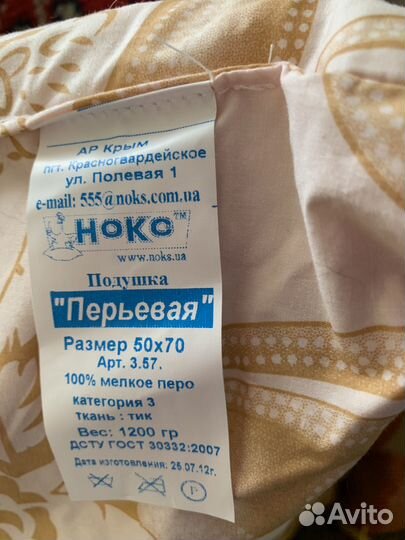 АР Крым
пгт. Красногвардейское
ул. Полевая 1
e-mail: 555@noks.com.ua
НОКС™
www.noks.ua
Подушка
"Перьевая"
Размер 50х70
Арт. 3.57.
100% мелкое перо
категория 3
ткань : тик
Вес: 1200 гр
ДСТУ ГОСТ 30332:2007
Дата изготовления: 25.07.12г.
P
Avito